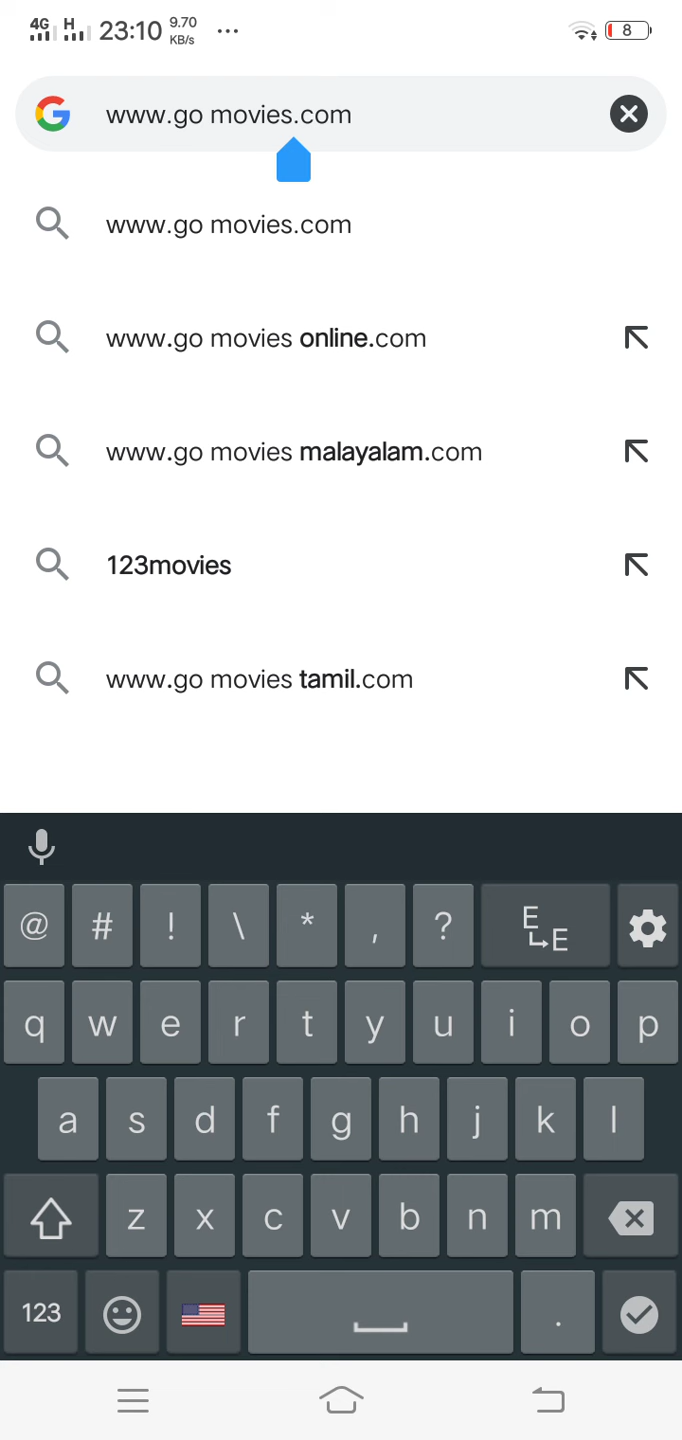 4G H 23:10 9.70 KB/s ... 8
www.go movies.com
www.go movies.com
www.go movies online.com
www.go movies malayalam.com
123movies
www.go movies tamil.com
@ # ! \ * , ? E E
q w e r t y u i o p
a s d f g h j k l
z x c v b n m
123 .